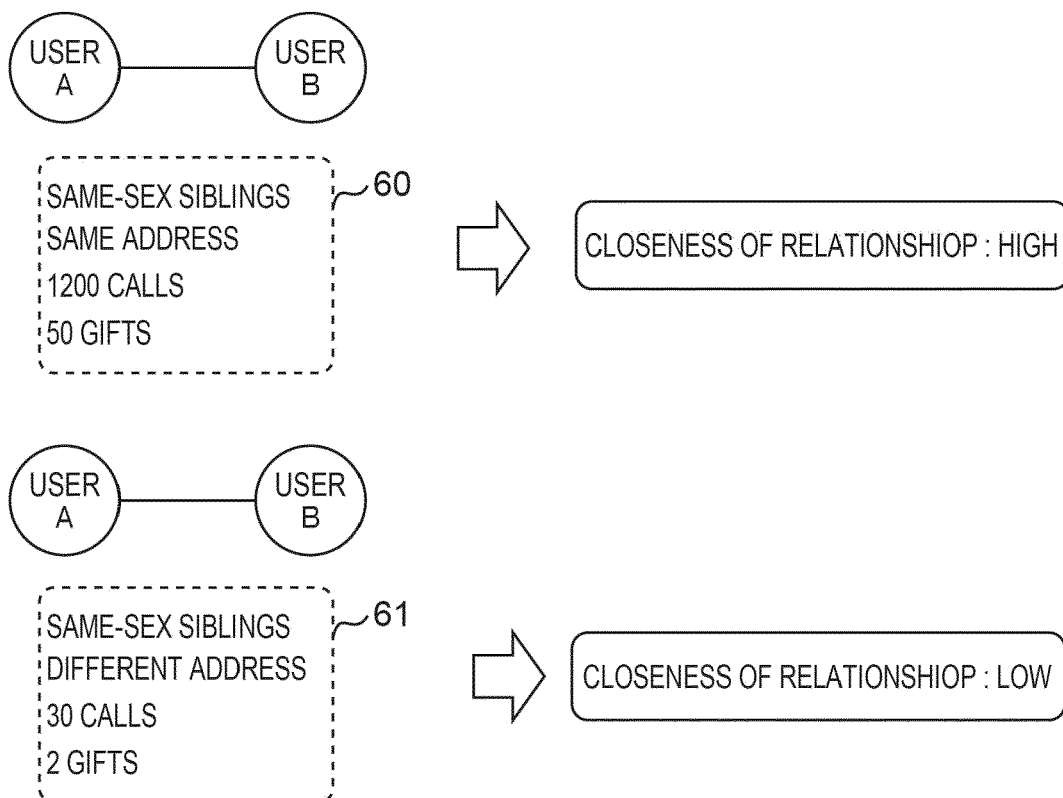 USER
A
USER
B
SAME-SEX SIBLINGS
SAME ADDRESS
1200 CALLS
50 GIFTS
60
CLOSENESS OF RELATIONSHIOP : HIGH
USER
A
USER
B
SAME-SEX SIBLINGS
DIFFERENT ADDRESS
30 CALLS
2 GIFTS
61
CLOSENESS OF RELATIONSHIOP : LOW